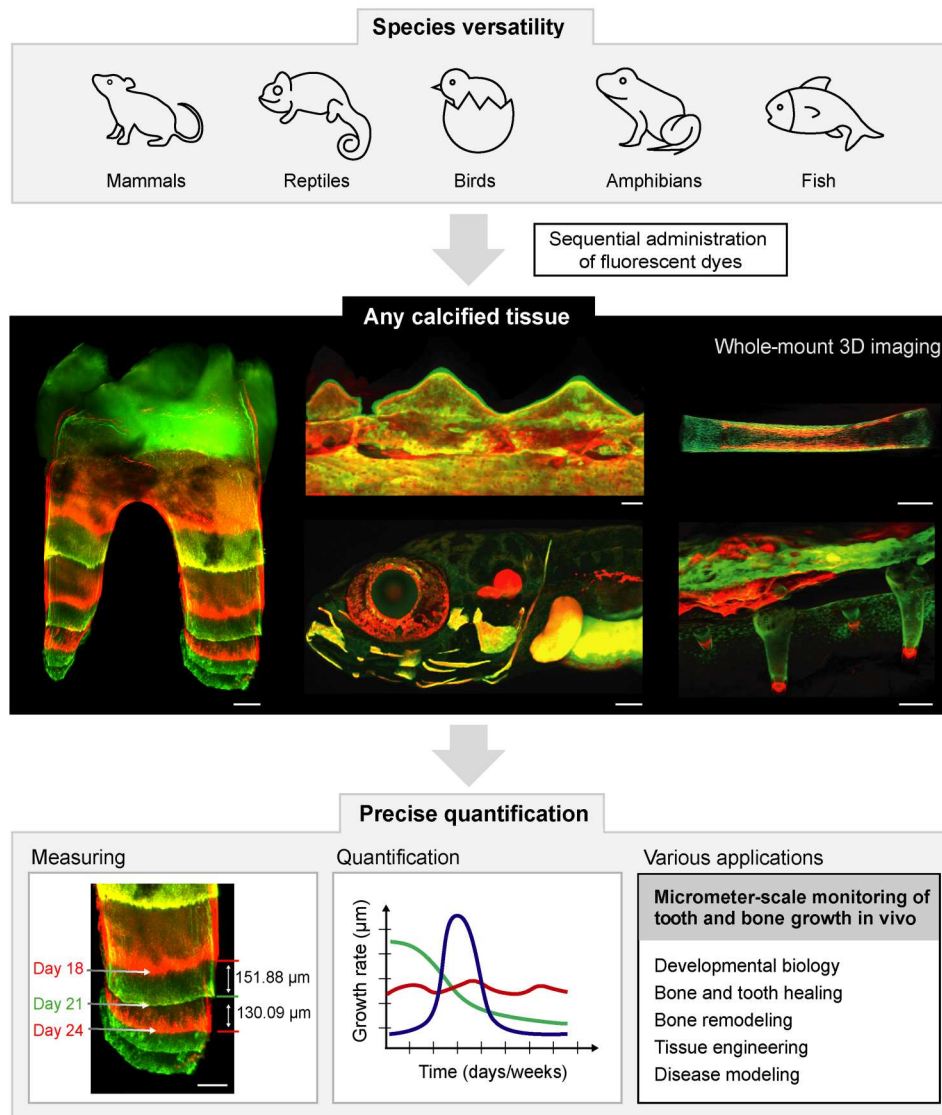 Species versatility
Mammals
Reptiles
Birds
Amphibians
Fish
Sequential administration
of fluorescent dyes
Any calcified tissue
Whole-mount 3D imaging
Precise quantification
Measuring
Day 18
Day 21
Day 24
151.88 µm
130.09 µm
Quantification
Growth rate (µm)
Time (days/weeks)
Various applications
Micrometer-scale monitoring of
tooth and bone growth in vivo
Developmental biology
Bone and tooth healing
Bone remodeling
Tissue engineering
Disease modeling